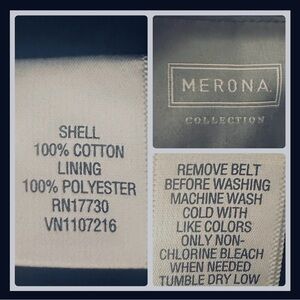 SHELL
100% COTTON
LINING
100% POLYESTER
RN17730
VN1107216
MERONA
COLLECTION
REMOVE BELT
BEFORE WASHING
MACHINE WASH
COLD WITH
LIKE COLORS
ONLY NON-
CHLORINE BLEACH
WHEN NEEDED
TUMBLE DRY LOW